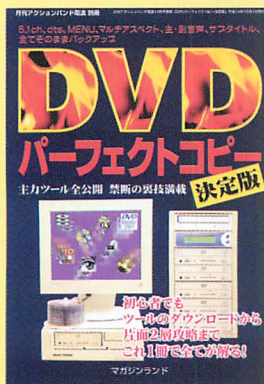 月刊アクションバンド電波 別冊
5.1ch、dts、MENU、マルチアスペクト、主・副音声、サブタイトル、
全てそのままバックアップ
DVD
パーフェクトコピー
主力ツール全公開 禁断の裏技満載
決定版
初心者でも
ツールのダウンロードから
片面2層攻略まで
これ1冊で全てが解る!
マガジンランド